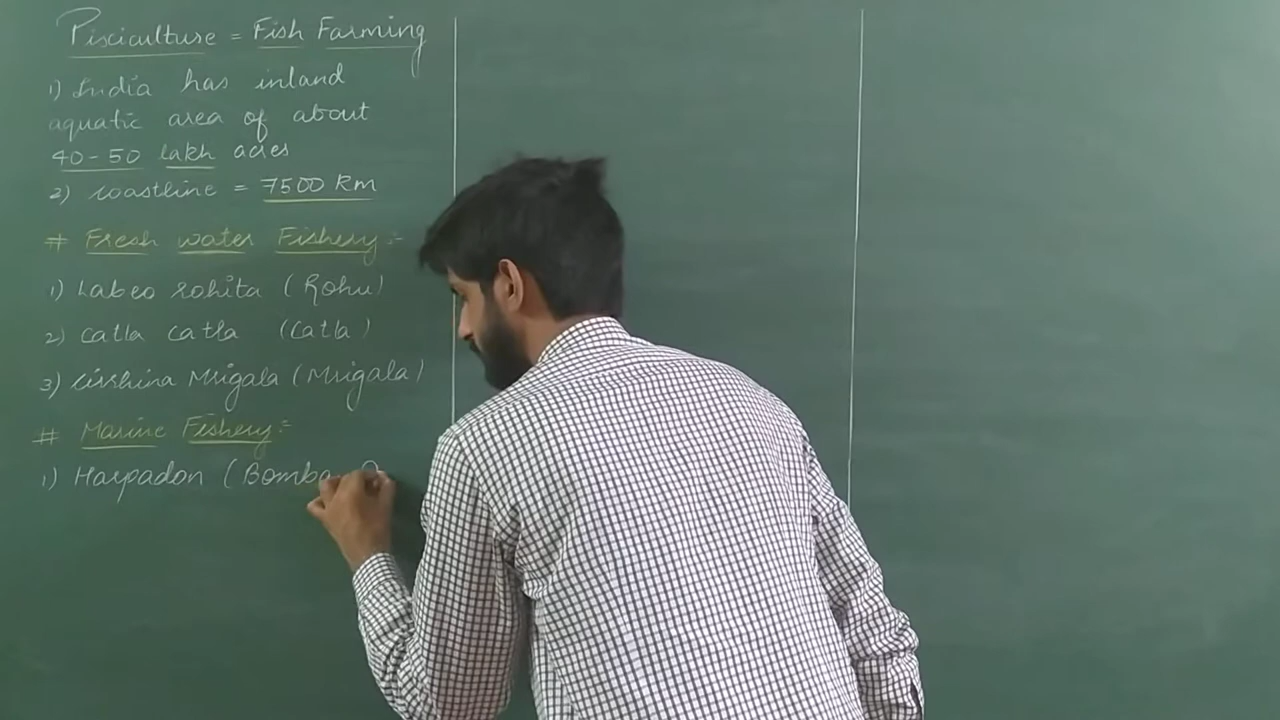 Pisciculture = Fish Farming
1) India has inland
aquatic area of about
40-50 lakh acres
2) coastline = 7500 Km
# Fresh water Fishery :-
1) Labeo rohita (Rohu)
2) Catla catla (Catla)
3) Cirrhina Mrigala (Mrigala)
# Marine Fishery :-
1) Harpadon (Bomba